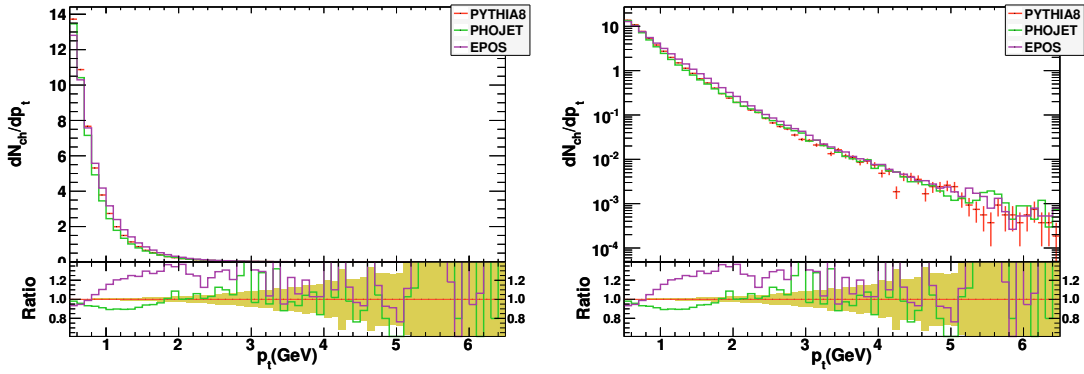 PYTHIA8
PHOJET
EPOS
dN_ch/dp_t
14
12
10
8
6
4
2
0
Ratio
1.2
1.0
0.8
1.2
1.0
0.8
1 2 3 4 5 6
p_t(GeV)
PYTHIA8
PHOJET
EPOS
dN_ch/dp_t
10
1
10^-1
10^-2
10^-3
10^-4
Ratio
1.2
1.0
0.8
1.2
1.0
0.8
1 2 3 4 5 6
p_t(GeV)